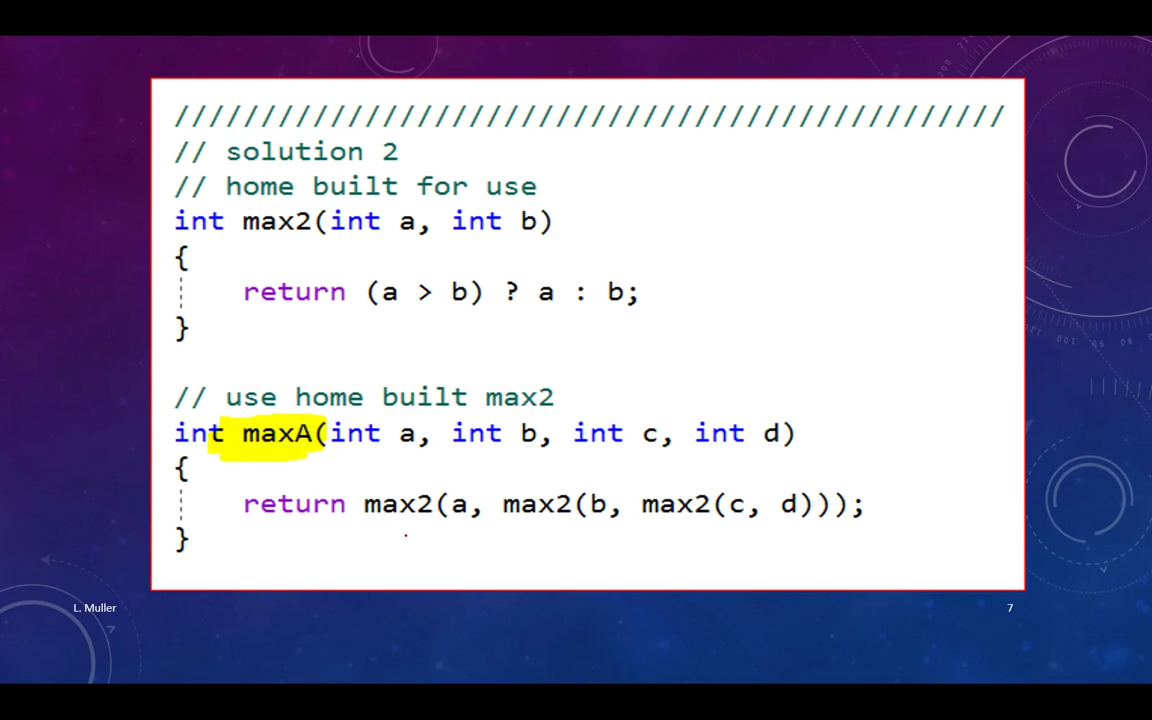 ////////////////////////////////////////////////
// solution 2
// home built for use
int max2(int a, int b)
{
return (a > b) ? a : b;
}
// use home built max2
int maxA(int a, int b, int c, int d)
{
return max2(a, max2(b, max2(c, d)));
}
L. Muller
7